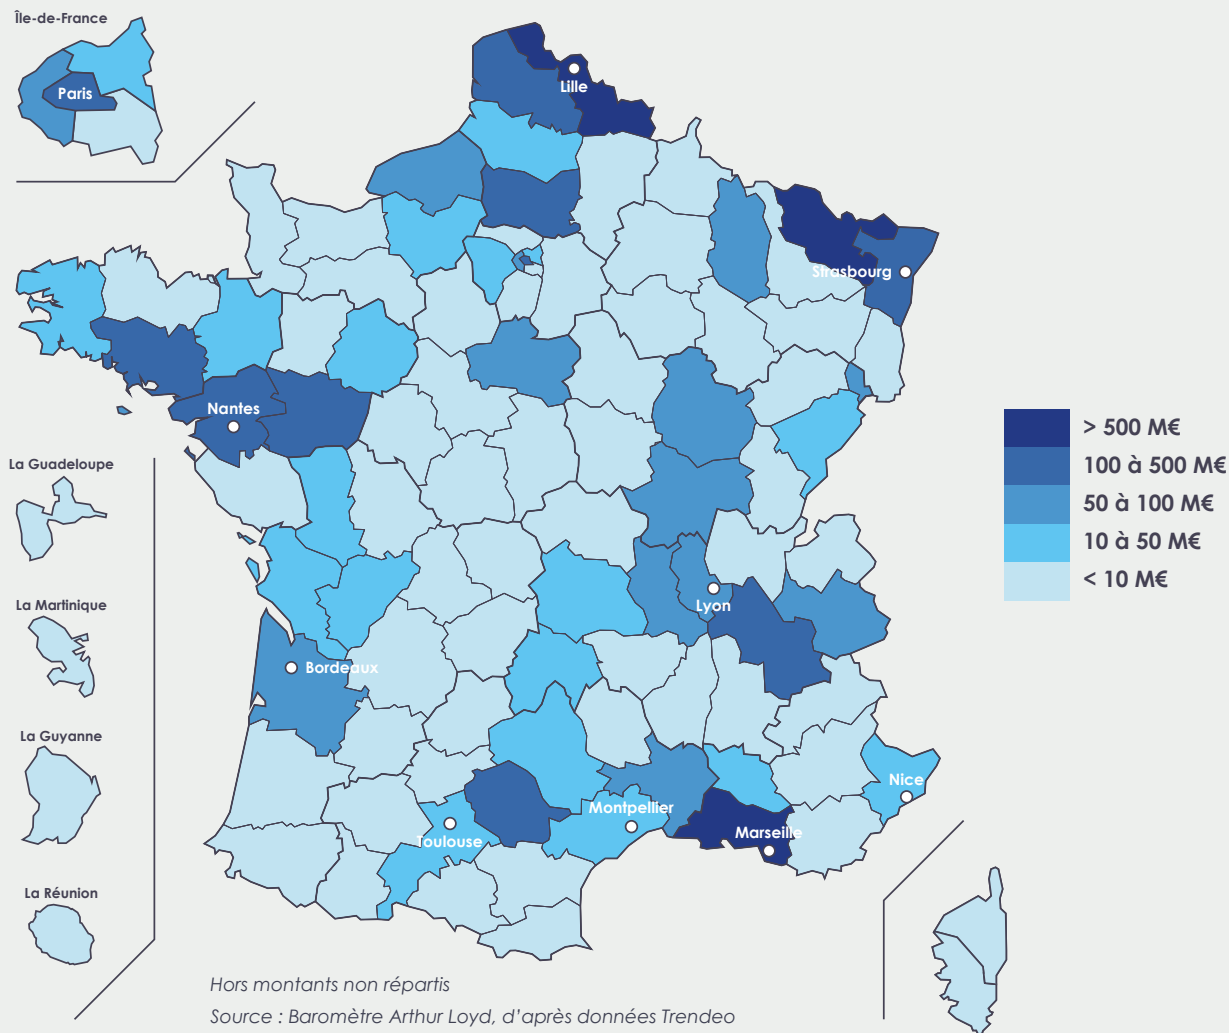 Île-de-France
Paris
Lille
Strasbourg
Nantes
> 500 M€
100 à 500 M€
50 à 100 M€
10 à 50 M€
< 10 M€
La Guadeloupe
La Martinique
Lyon
Bordeaux
La Guyanne
Nice
Montpellier
Marseille
Toulouse
La Réunion
Hors montants non répartis
Source : Baromètre Arthur Loyd, d'après données Trendeo